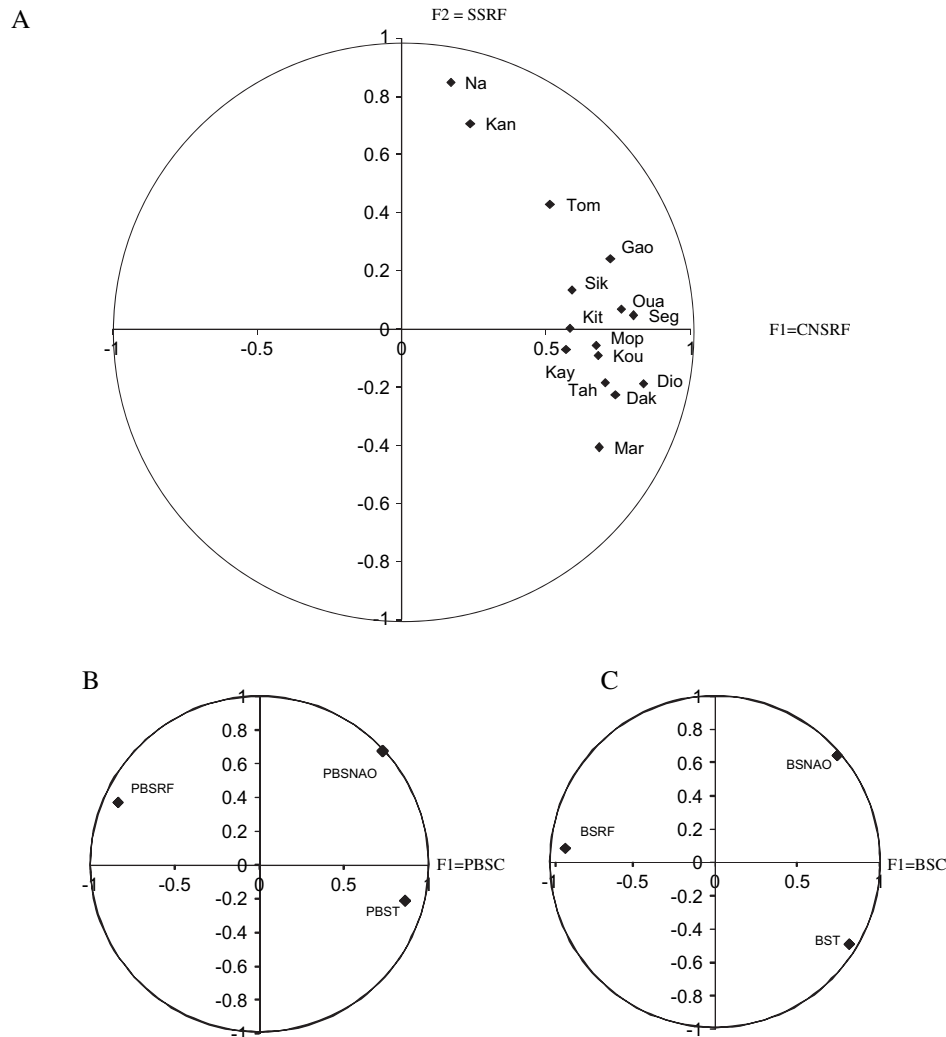 A
F2 = SSRF
1
Na
0.8
Kan
0.6
Tom
0.4
Gao
0.2
Sik
Oua
Seg
Kit
0
F1=CNSRF
-1
-0.5
0
0.5
1
Mop
Kou
Kay
Tah
Dio
Dak
-0.2
Mar
-0.4
-0.6
-0.8
-1
B
1
0.8
PBSNAO
0.6
PBSRF
0.4
0.2
0
F1=PBSC
-1
-0.5
0
0.5
1
PBST
-0.2
-0.4
-0.6
-0.8
-1
C
1
0.8
BSNAO
0.6
0.4
BSRF
0.2
0
F1=BSC
-1
-0.5
0
0.5
1
-0.2
BST
-0.4
-0.6
-0.8
-1